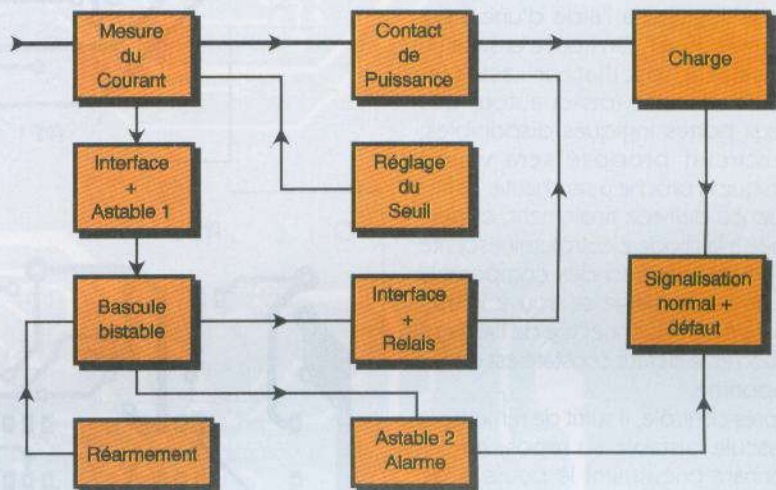 Mesure
du
Courant
Contact
de
Puissance
Charge
Interface
+
Astable 1
Réglage
du
Seuil
Bascule
bistable
Interface
+
Relais
Signalisation
normal +
défaut
Réarmement
Astable 2
Alarme